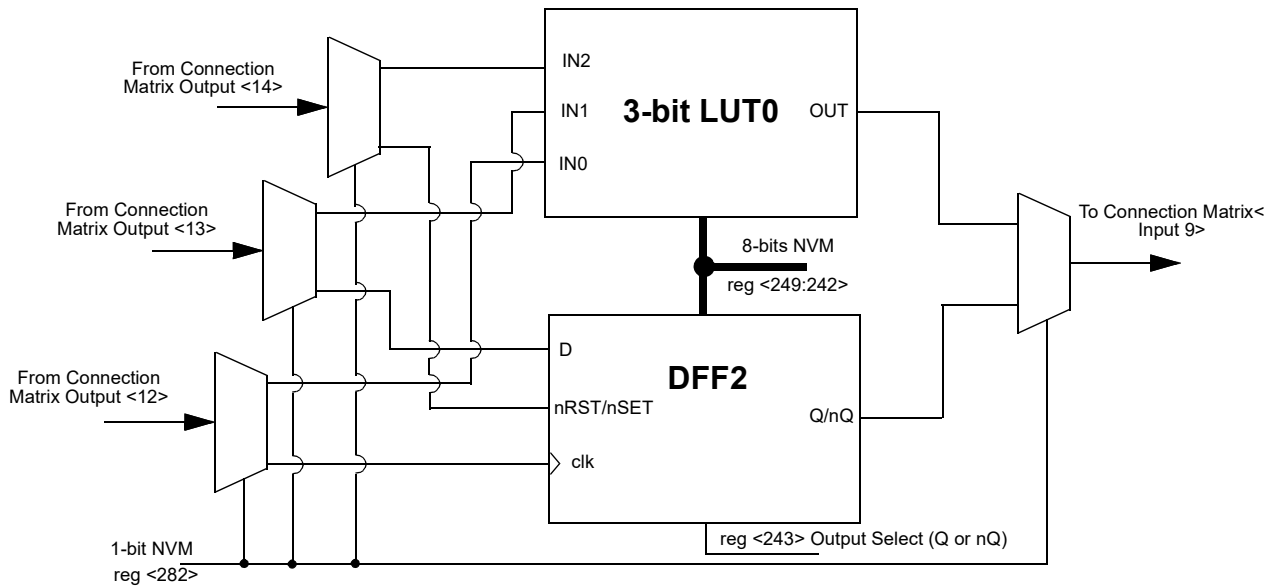 From Connection
Matrix Output <14>
IN2
IN1
IN0
3-bit LUT0
OUT
From Connection
Matrix Output <13>
To Connection Matrix<
Input 9>
8-bits NVM
reg <249:242>
From Connection
Matrix Output <12>
D
DFF2
nRST/nSET
Q/nQ
clk
reg <243> Output Select (Q or nQ)
1-bit NVM
reg <282>